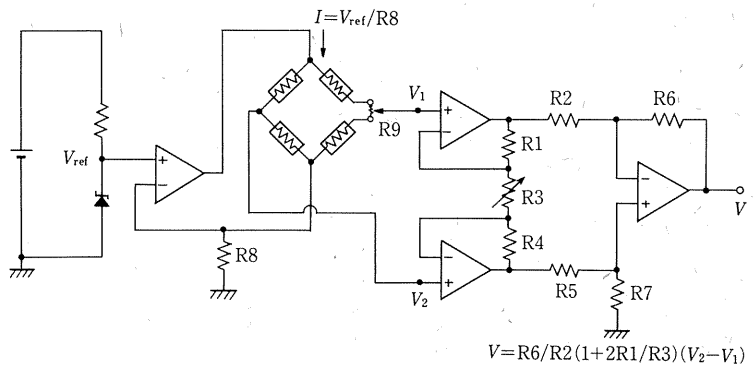 I=Vref/R8
V1
R2
R6
R9
R1
Vref
R3
V
R8
R4
V2
R5
R7
V=R6/R2(1+2R1/R3)(V2−V1)
+
−
+
−
−
+
−
+